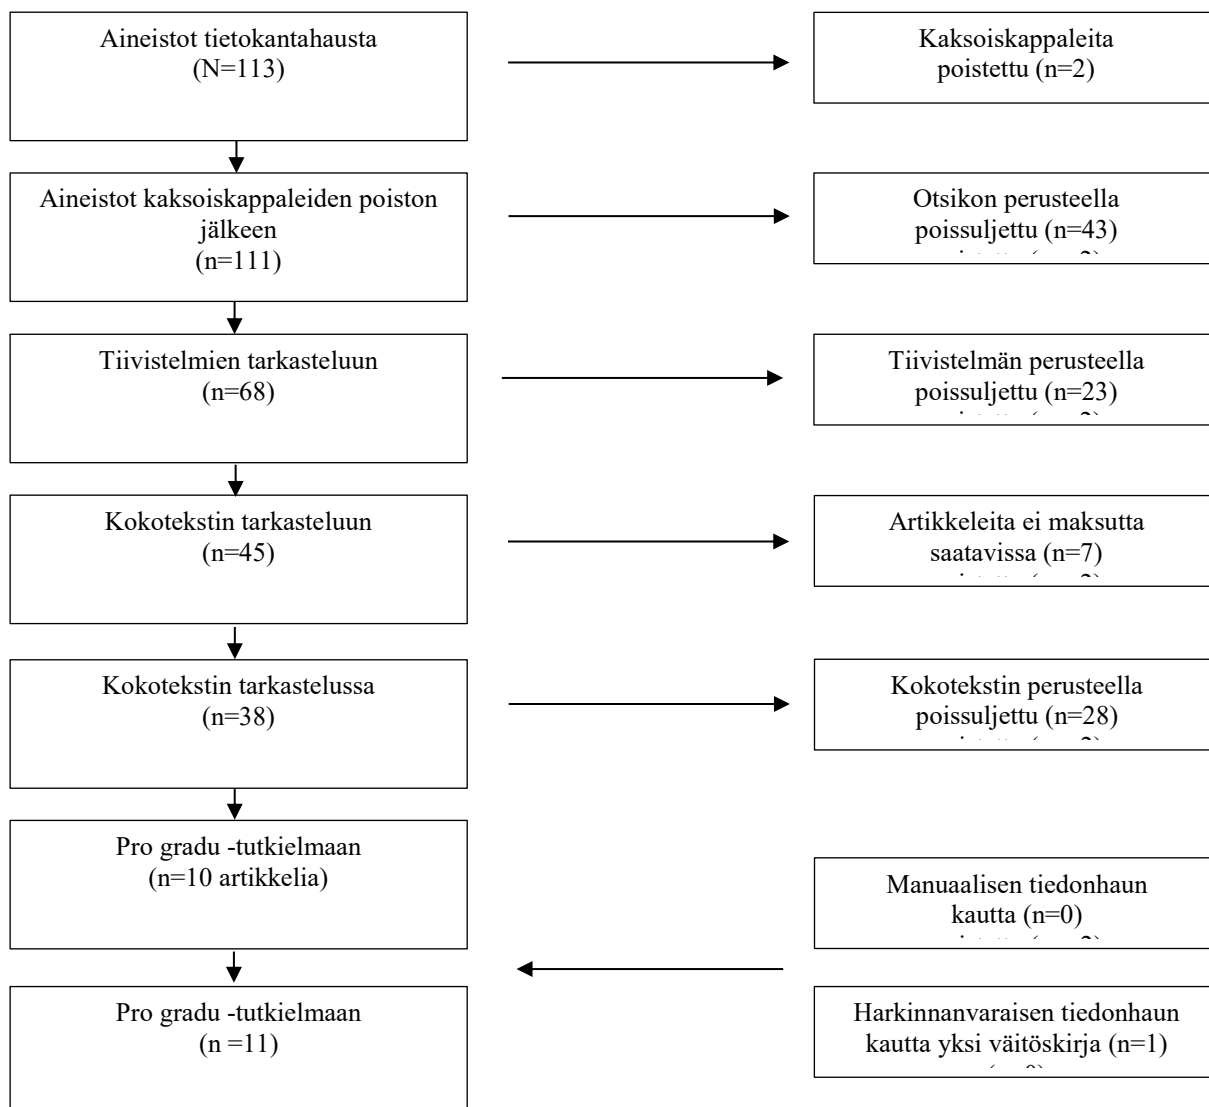 Aineistot tietokantahausta
(N=113)
Kaksoiskappaleita
poistettu (n=2)
Aineistot kaksoiskappaleiden poiston
jälkeen
(n=111)
Otsikon perusteella
poissuljettu (n=43)
Tiivistelmien tarkasteluun
(n=68)
Tiivistelmän perusteella
poissuljettu (n=23)
Kokotekstin tarkasteluun
(n=45)
Artikkeleita ei maksutta
saatavissa (n=7)
Kokotekstin tarkastelussa
(n=38)
Kokotekstin perusteella
poissuljettu (n=28)
Pro gradu -tutkielmaan
(n=10 artikkelia)
Manuaalisen tiedonhaun
kautta (n=0)
Pro gradu -tutkielmaan
(n =11)
Harkinnanvaraisen tiedonhaun
kautta yksi väitöskirja (n=1)